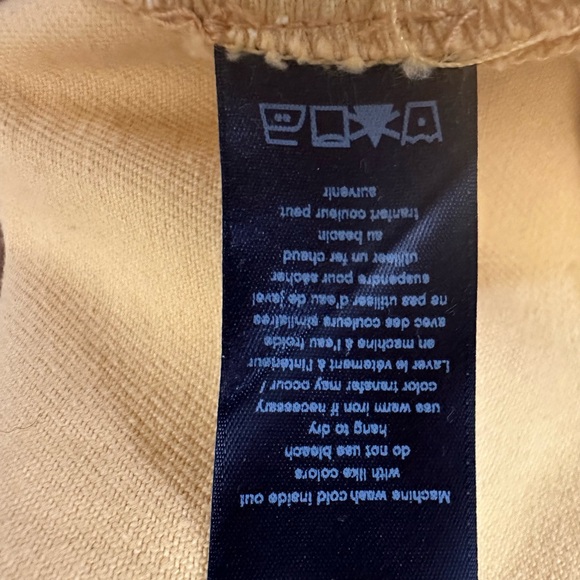 Machine wash cold inside out
with like colors
do not use bleach
hang to dry
use warm iron if necessary
color transfer may occur/
Laver le vétement à l'intérieur
en machine à l'eau froide
avec des couleurs similiaires
ne pas utiliser d'eau de javel
suspendre pour sécher
utiliser un fer chaud
au besoin
tranfert couleur peut
survenir